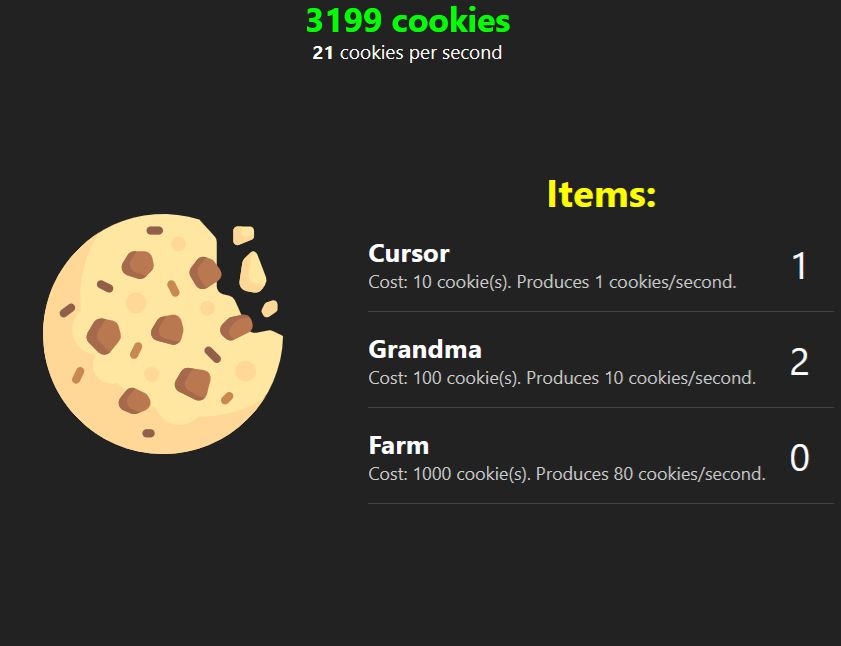 3199 cookies
21 cookies per second
Items:
Cursor
Cost: 10 cookie(s). Produces 1 cookies/second.
1
Grandma
Cost: 100 cookie(s). Produces 10 cookies/second.
2
Farm
Cost: 1000 cookie(s). Produces 80 cookies/second.
0